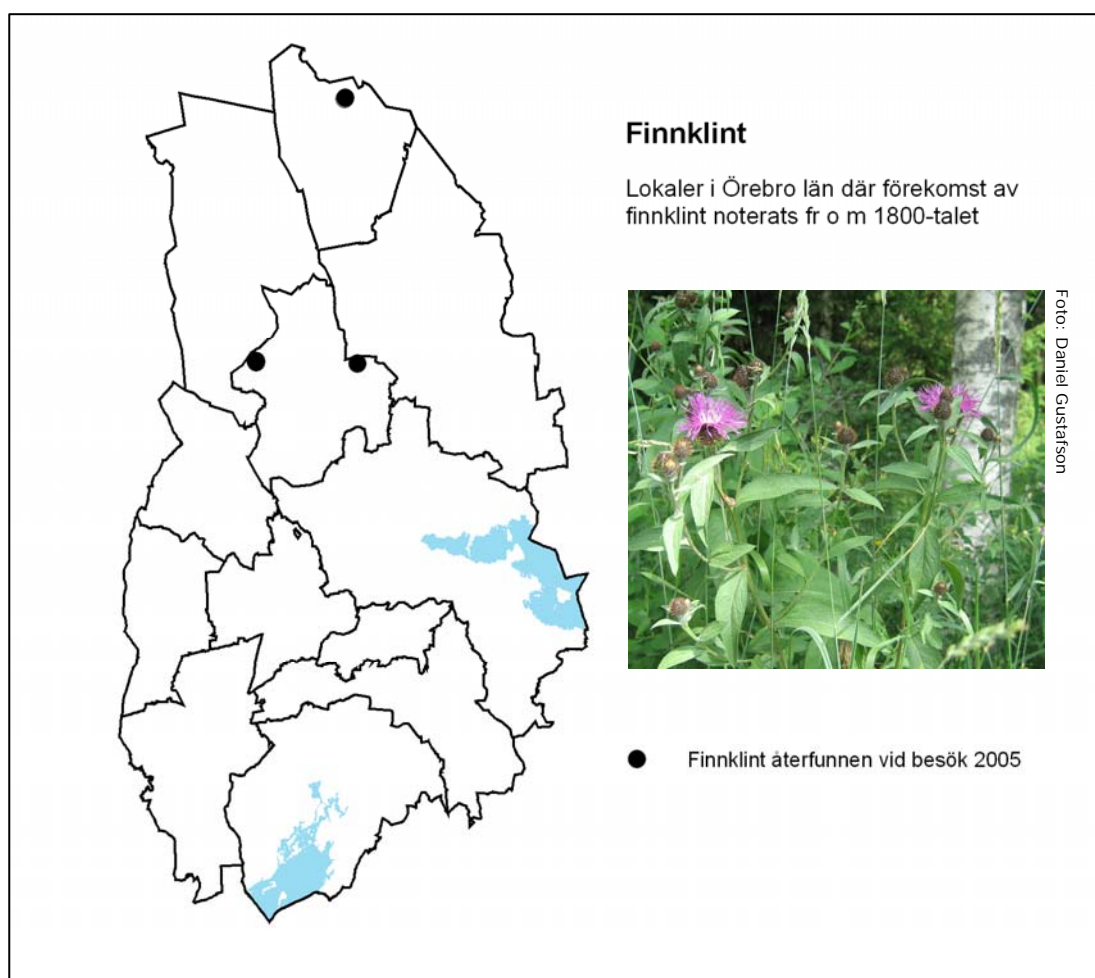 Finnklint
Lokaler i Örebro län där förekomst av
finnklint noterats fr o m 1800-talet
Foto: Daniel Gustafson
Finnklint återfunnen vid besök 2005